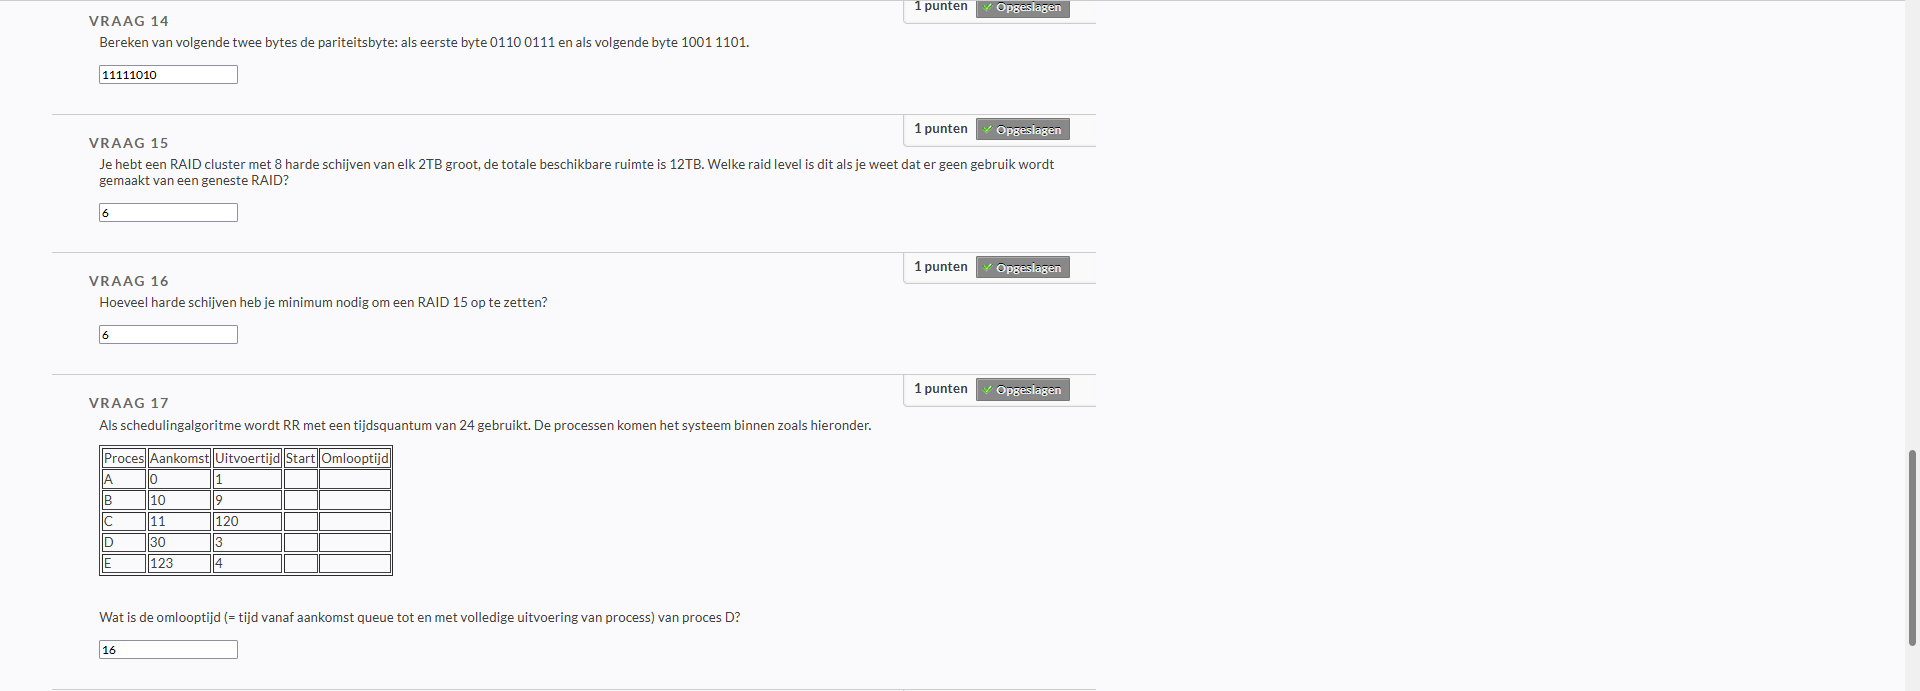 1 punten Opgeslagen
VRAAG 14
Bereken van volgende twee bytes de pariteitsbyte: als eerste byte 0110 0111 en als volgende byte 1001 1101.
11111010
1 punten Opgeslagen
VRAAG 15
Je hebt een RAID cluster met 8 harde schijven van elk 2TB groot, de totale beschikbare ruimte is 12TB. Welke raid level is dit als je weet dat er geen gebruik wordt
gemaakt van een geneste RAID?
6
1 punten Opgeslagen
VRAAG 16
Hoeveel harde schijven heb je minimum nodig om een RAID 15 op te zetten?
6
1 punten Opgeslagen
VRAAG 17
Als schedulingalgoritme wordt RR met een tijdsquantum van 24 gebruikt. De processen komen het systeem binnen zoals hieronder.
Proces Aankomst Uitvoertijd Start Omlooptijd
A 0 1
B 10 9
C 11 120
D 30 3
E 123 4
Wat is de omlooptijd (= tijd vanaf aankomst queue tot en met volledige uitvoering van process) van proces D?
16